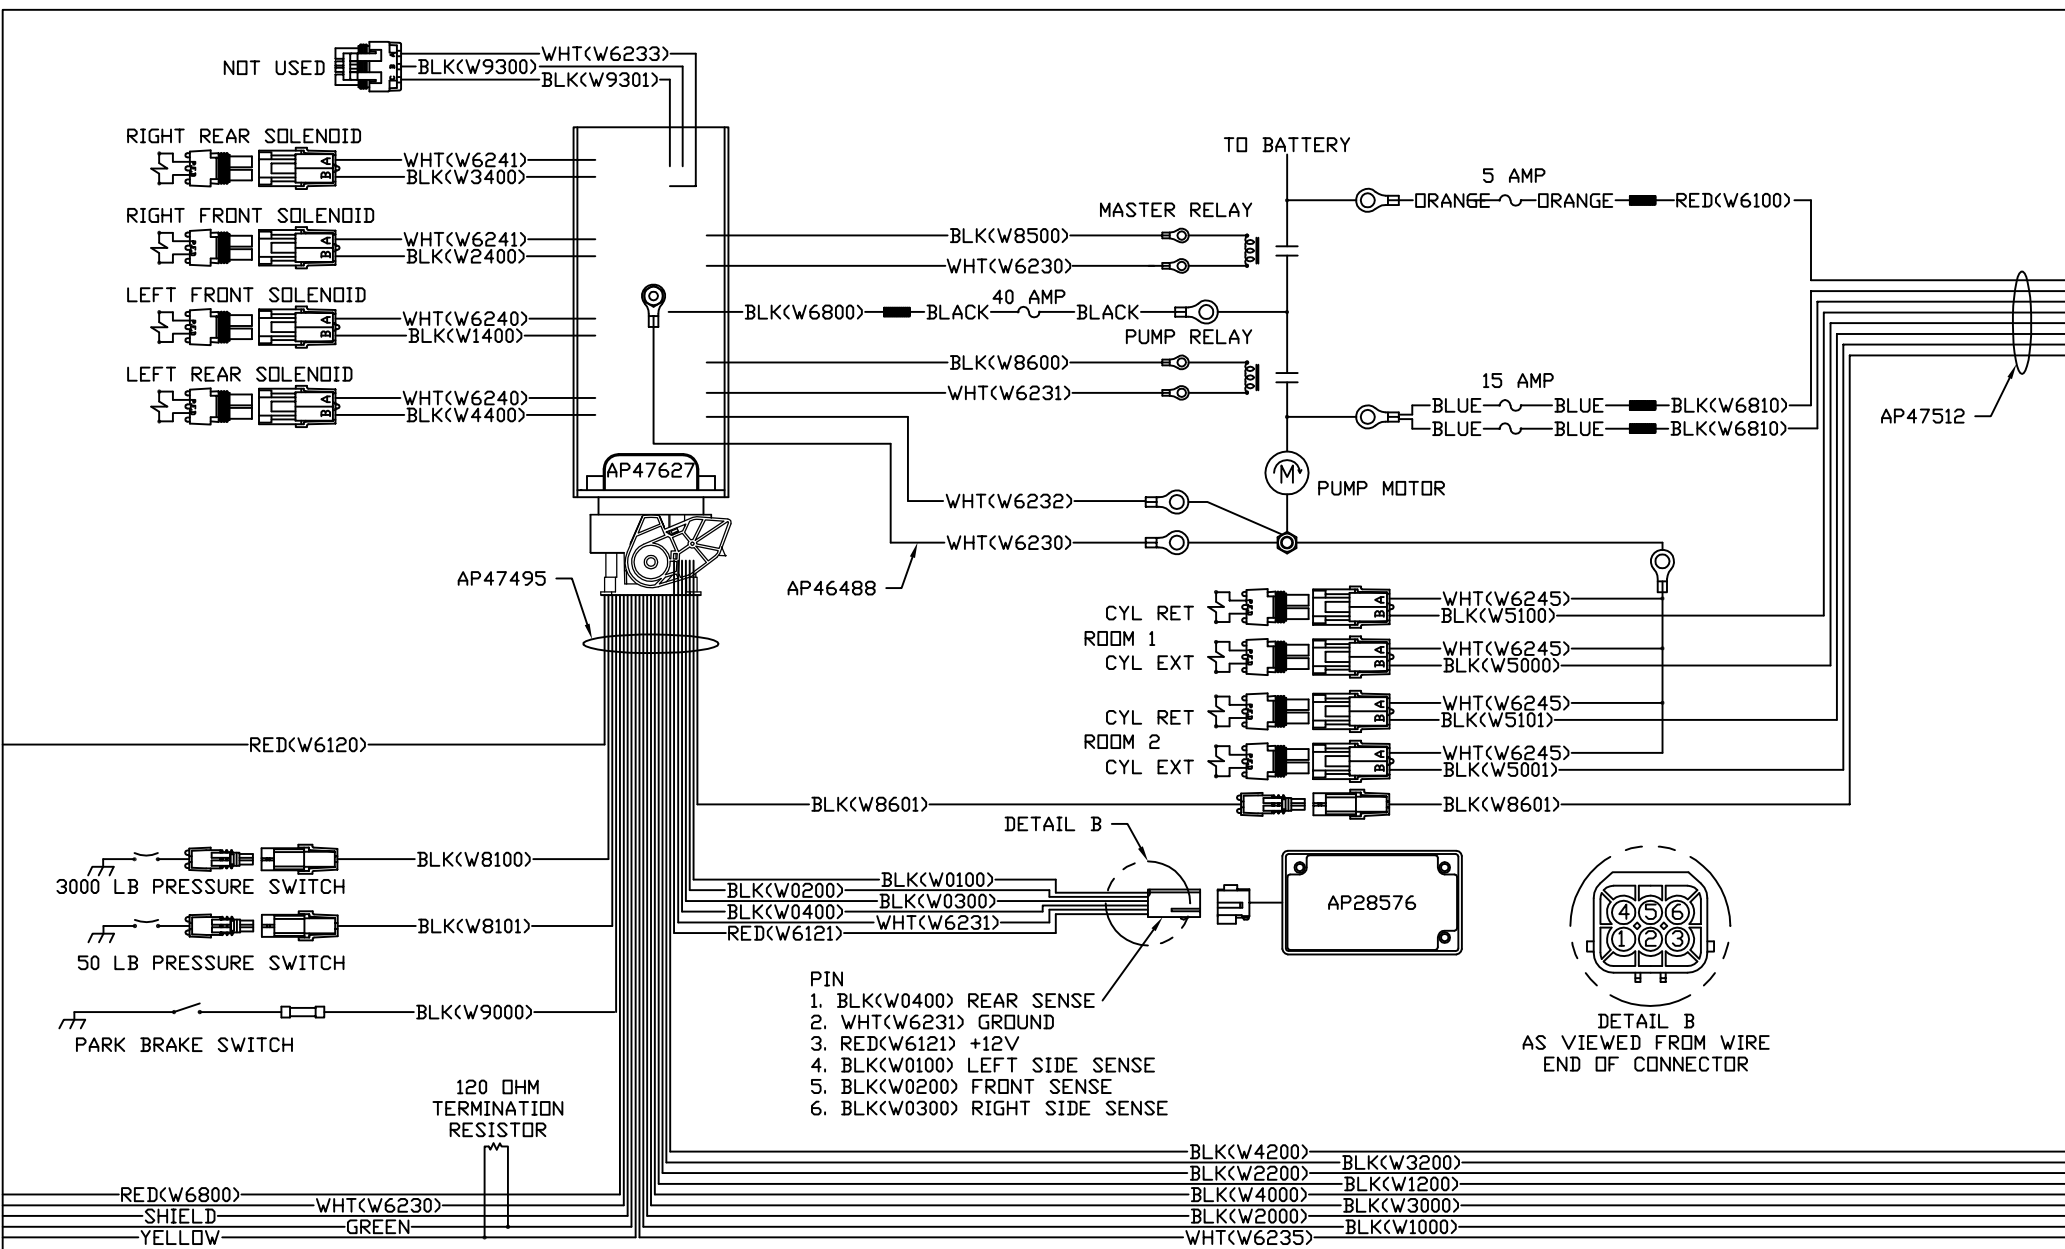 NOT USED
WHT(W6233)
BLK(W9300)
BLK(W9301)
RIGHT REAR SOLENOID
A
B
WHT(W6241)
BLK(W3400)
RIGHT FRONT SOLENOID
A
B
WHT(W6241)
BLK(W2400)
LEFT FRONT SOLENOID
A
B
WHT(W6240)
BLK(W1400)
LEFT REAR SOLENOID
A
B
WHT(W6240)
BLK(W4400)
AP47627
TO BATTERY
5 AMP
ORANGE
ORANGE
RED(W6100)
MASTER RELAY
BLK(W8500)
WHT(W6230)
40 AMP
BLK(W6800)
BLACK
BLACK
PUMP RELAY
BLK(W8600)
WHT(W6231)
15 AMP
BLUE
BLUE
BLK(W6810)
BLUE
BLUE
BLK(W6810)
AP47512
M
PUMP MOTOR
WHT(W6232)
WHT(W6230)
AP47495
AP46488
CYL RET
A
B
WHT(W6245)
BLK(W5100)
ROOM 1
CYL EXT
A
B
WHT(W6245)
BLK(W5000)
CYL RET
A
B
WHT(W6245)
BLK(W5101)
ROOM 2
CYL EXT
A
B
WHT(W6245)
BLK(W5001)
RED(W6120)
BLK(W8601)
BLK(W8601)
DETAIL B
BLK(W8100)
3000 LB PRESSURE SWITCH
BLK(W8101)
50 LB PRESSURE SWITCH
BLK(W9000)
PARK BRAKE SWITCH
BLK(W0100)
BLK(W0200)
BLK(W0300)
BLK(W0400)
WHT(W6231)
RED(W6121)
AP28576
4 5 6
1 2 3
DETAIL B
AS VIEWED FROM WIRE
END OF CONNECTOR
PIN
1. BLK(W0400) REAR SENSE
2. WHT(W6231) GROUND
3. RED(W6121) +12V
4. BLK(W0100) LEFT SIDE SENSE
5. BLK(W0200) FRONT SENSE
6. BLK(W0300) RIGHT SIDE SENSE
120 OHM
TERMINATION
RESISTOR
RED(W6800)
WHT(W6230)
SHIELD
GREEN
YELLOW
BLK(W4200)
BLK(W3200)
BLK(W2200)
BLK(W1200)
BLK(W4000)
BLK(W3000)
BLK(W2000)
BLK(W1000)
WHT(W6235)